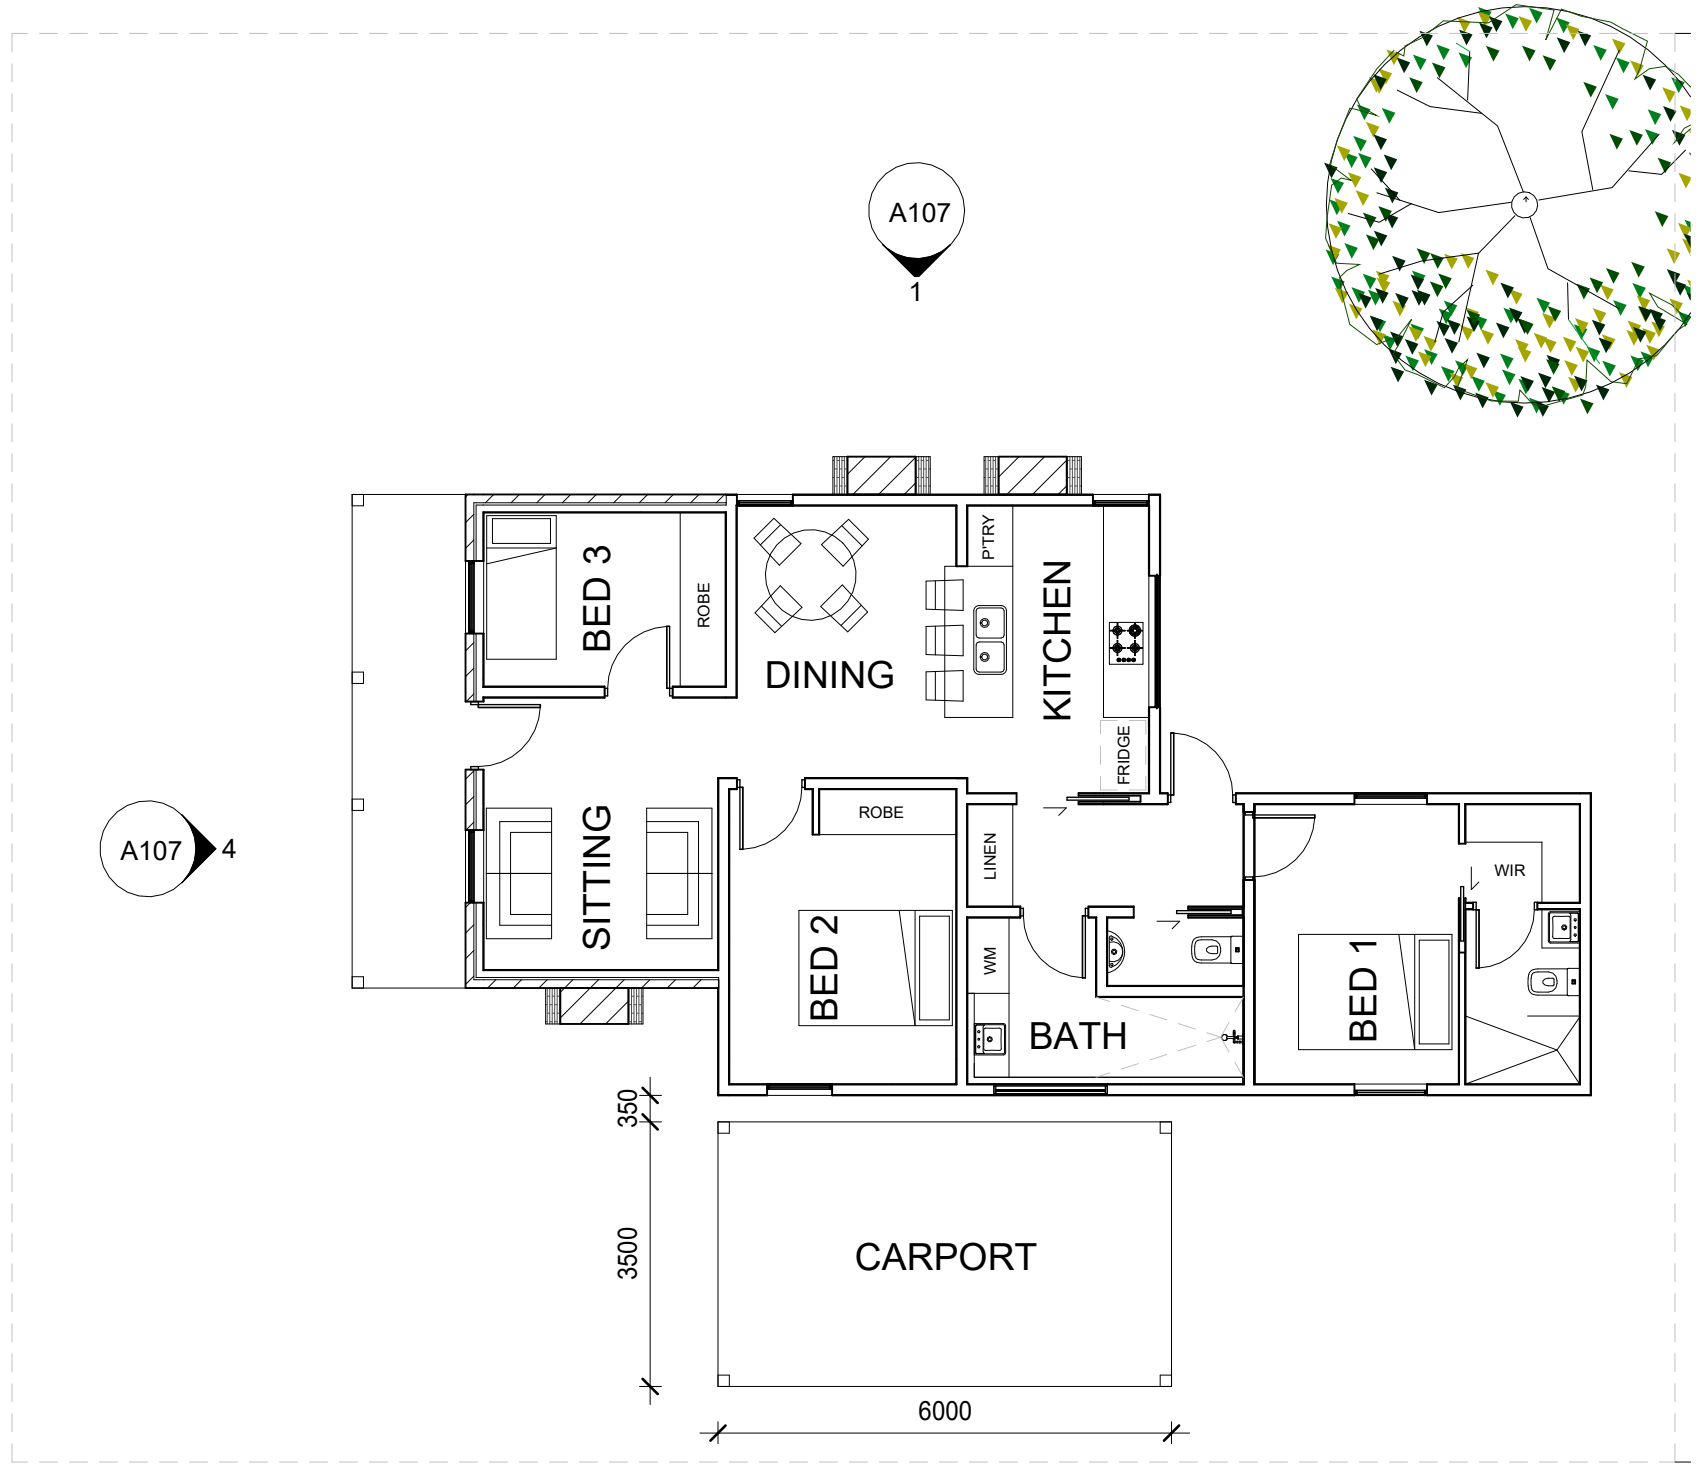 A107
1
P'TRY
BED 3
ROBE
KITCHEN
DINING
FRIDGE
A107
4
SITTING
ROBE
LINEN
WIR
BED 2
WM
BED 1
BATH
350
3500
CARPORT
6000